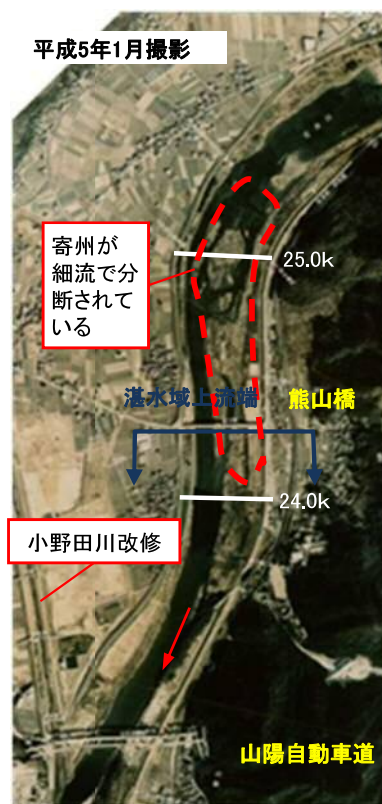 平成5年1月撮影
寄州が
細流で分
断されて
いる
25.0k
湛水域上流端
熊山橋
24.0k
小野田川改修
山陽自動車道